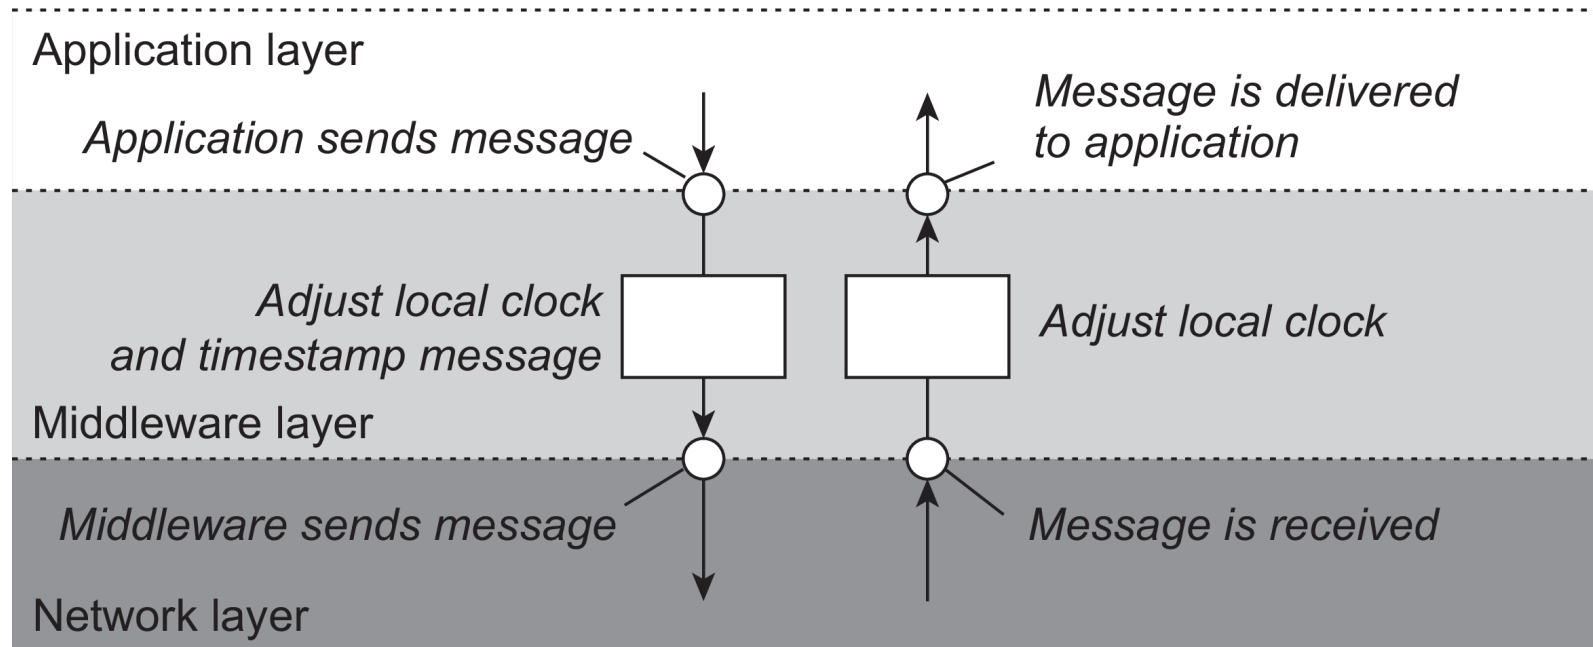 Application layer
Application sends message
Message is delivered
to application
Adjust local clock
and timestamp message
Adjust local clock
Middleware layer
Middleware sends message
Message is received
Network layer